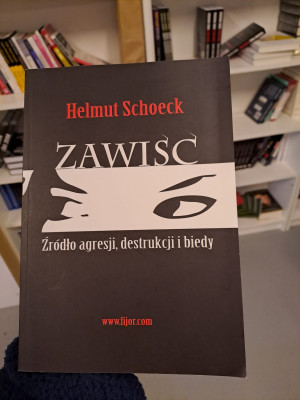 Helmut Schoeck
ZAWIŚĆ
Źródło agresji, destrukcji i biedy
www.fijor.com